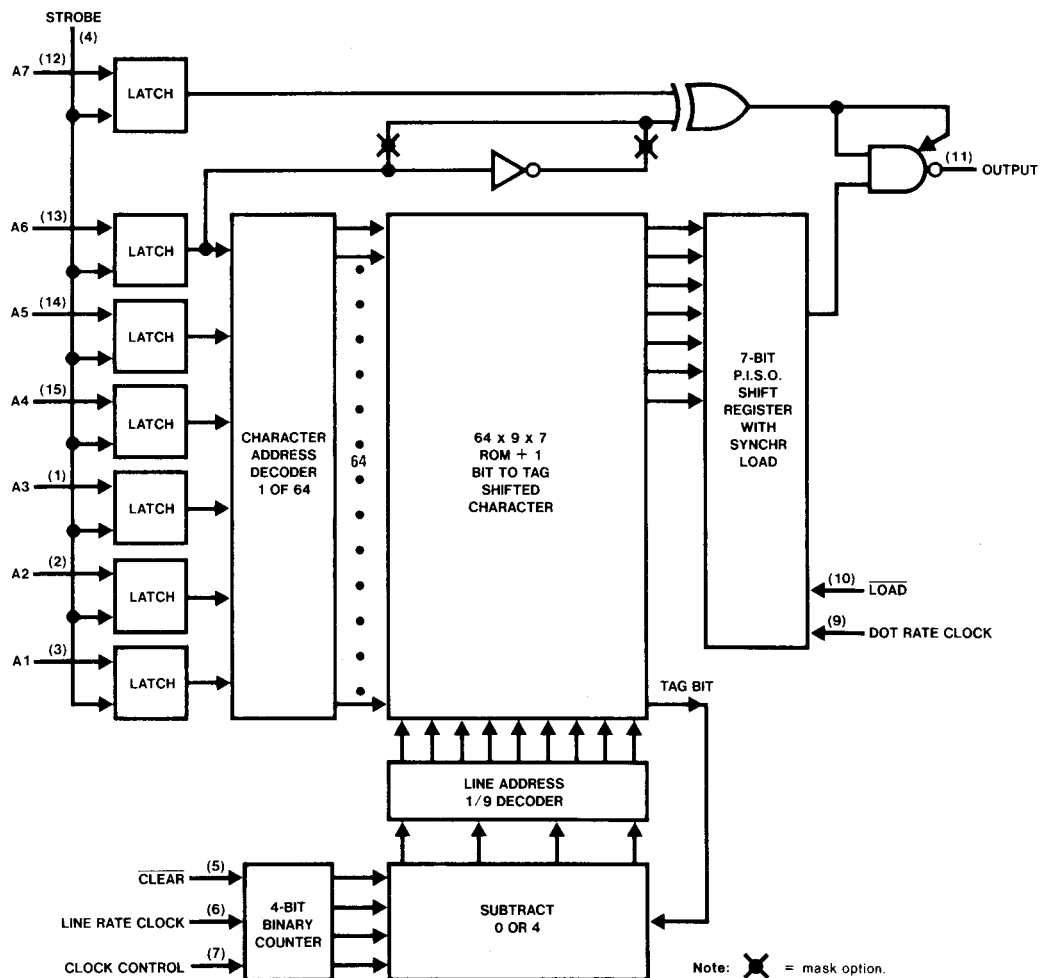 STROBE
(4)
A7 (12)
LATCH
(11)
OUTPUT
A6 (13)
LATCH
A5 (14)
LATCH
A4 (15)
LATCH
A3 (1)
LATCH
A2 (2)
LATCH
A1 (3)
LATCH
CHARACTER
ADDRESS
DECODER
1 OF 64
64
64 x 9 x 7
ROM + 1
BIT TO TAG
SHIFTED
CHARACTER
7-BIT
P.I.S.O.
SHIFT
REGISTER
WITH
SYNCHR
LOAD
(10) LOAD
(9) DOT RATE CLOCK
TAG BIT
LINE ADDRESS
1/9 DECODER
CLEAR (5)
LINE RATE CLOCK (6)
CLOCK CONTROL (7)
4-BIT
BINARY
COUNTER
SUBTRACT
0 OR 4
Note: = mask option.